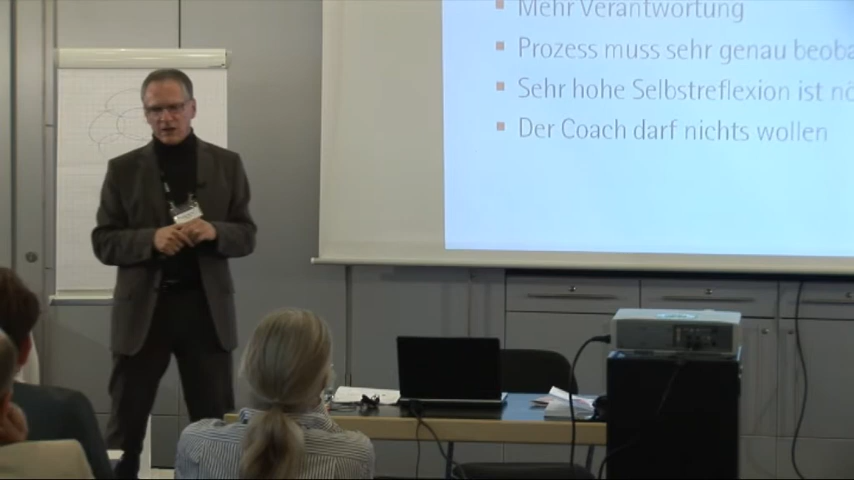 Mehr Verantwortung
Prozess muss sehr genau
Sehr hohe Selbstreflexion ist
Der Coach darf nichts wollen